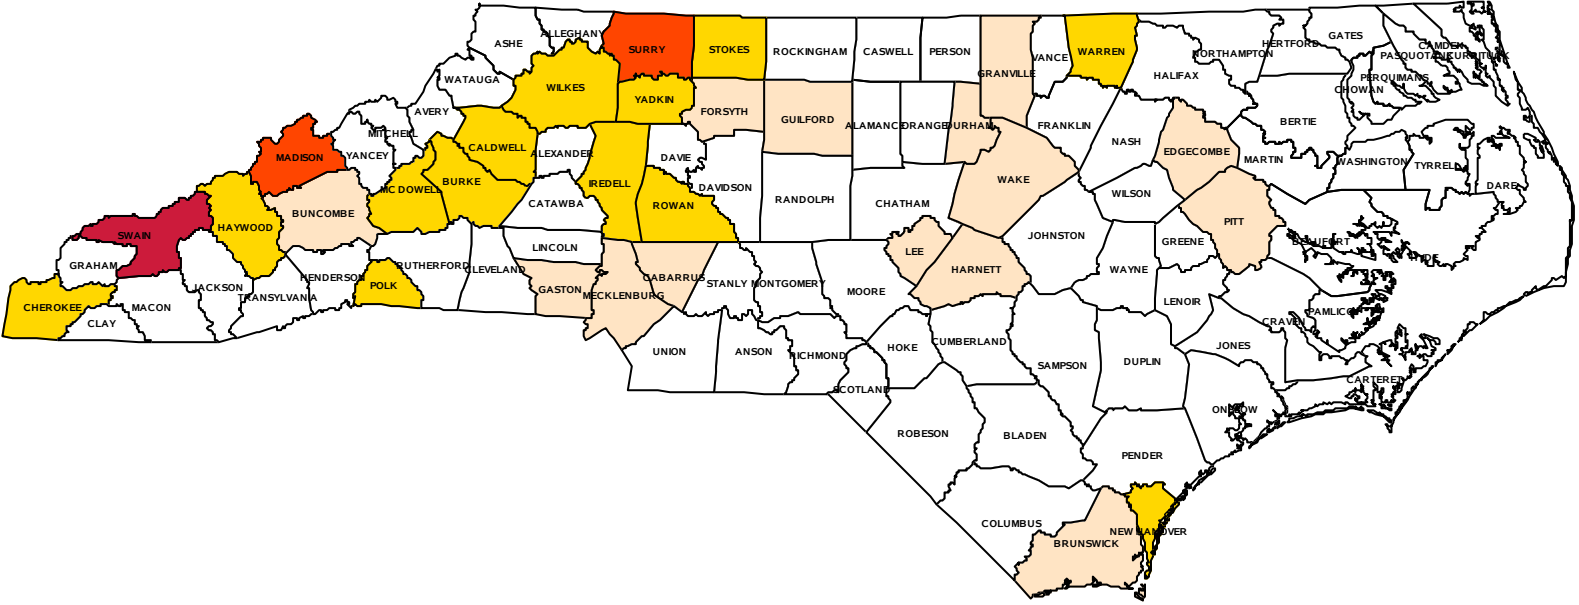 ALLEGHANY
ASHE
SURRY
STOKES
ROCKINGHAM
CASWELL
PERSON
VANCE
WARREN
NORTHAMPTON
HERTFORD
GATES
CAMDEN
PASQUOTANK
CURRITUCK
GRANVILLE
HALIFAX
PERQUIMANS
CHOWAN
WATAUGA
WILKES
YADKIN
AVERY
FORSYTH
GUILFORD
ALAMANCE
ORANGE
DURHAM
FRANKLIN
BERTIE
MITCHELL
NASH
MADISON
YANCEY
CALDWELL
ALEXANDER
DAVIE
EDGECOMBE
MARTIN
WASHINGTON
TYRRELL
DARE
MC DOWELL
BURKE
IREDELL
DAVIDSON
WAKE
WILSON
CATAWBA
ROWAN
RANDOLPH
CHATHAM
BUNCOMBE
PITT
SWAIN
HAYWOOD
JOHNSTON
GREENE
BEAUFORT
HYDE
LINCOLN
LEE
GRAHAM
RUTHERFORD
CLEVELAND
HARNETT
WAYNE
HENDERSON
POLK
CABARRUS
STANLY
MONTGOMERY
JACKSON
GASTON
MECKLENBURG
MOORE
TRANSYLVANIA
LENOIR
CHEROKEE
MACON
PAMLICO
CRAVEN
CLAY
UNION
ANSON
RICHMOND
HOKE
CUMBERLAND
SAMPSON
DUPLIN
JONES
SCOTLAND
CARTERET
ONSLOW
ROBESON
BLADEN
PENDER
COLUMBUS
NEW HANOVER
BRUNSWICK